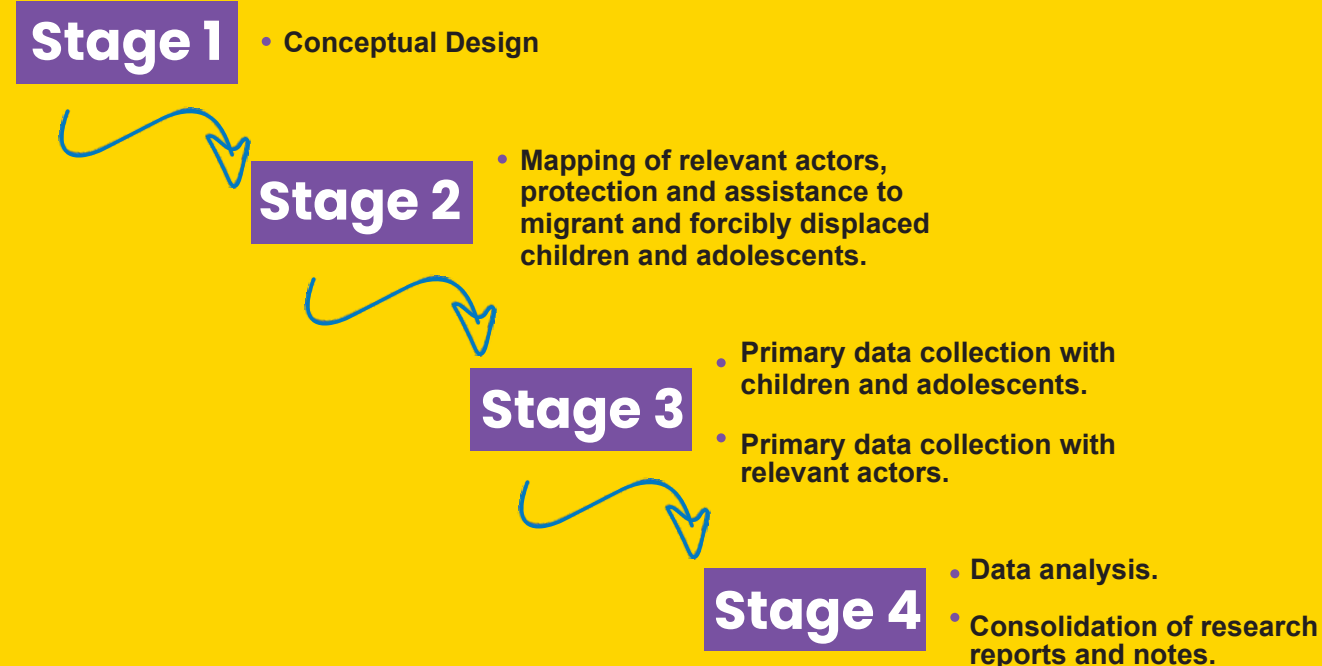 Stage 1
• Conceptual Design
Stage 2
• Mapping of relevant actors,
protection and assistance to
migrant and forcibly displaced
children and adolescents.
Stage 3
• Primary data collection with
children and adolescents.
• Primary data collection with
relevant actors.
Stage 4
• Data analysis.
• Consolidation of research
reports and notes.